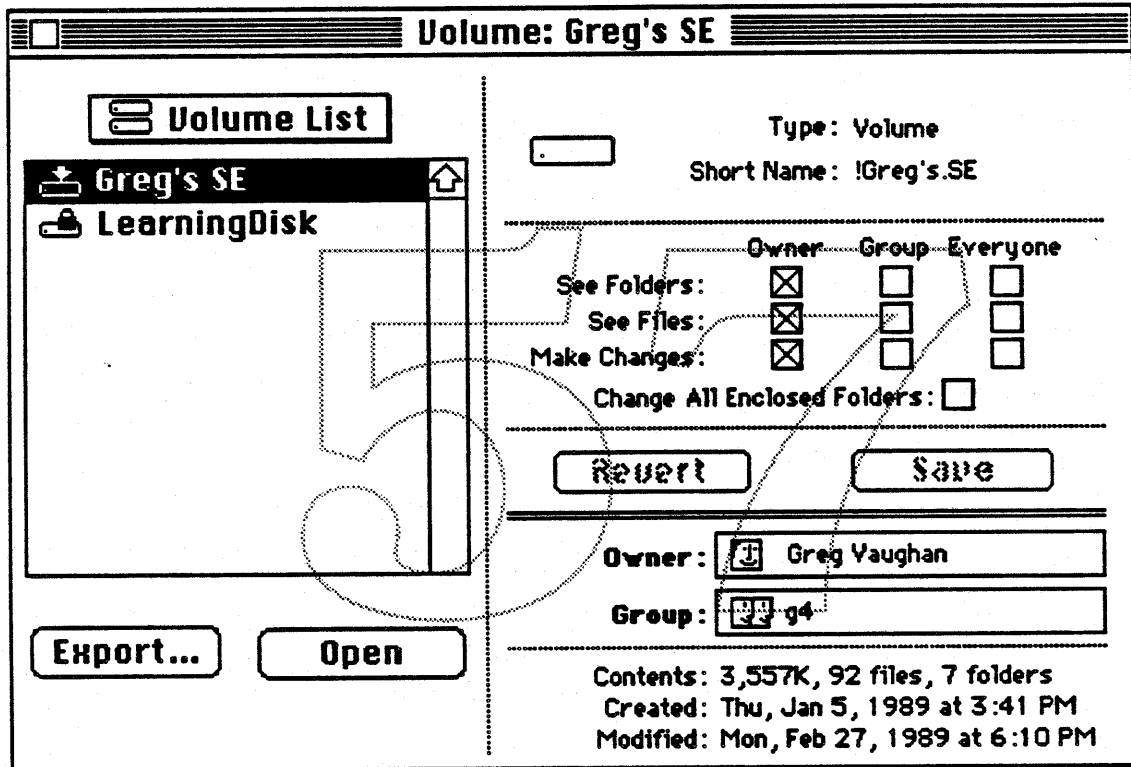 Volume: Greg's SE
Volume List
Greg's SE
LearningDisk
Export...
Open
Type: Volume
Short Name: !Greg's.SE
Owner Group Everyone
See Folders:
See Files:
Make Changes:
Change All Enclosed Folders:
Revert Save
Owner: Greg Vaughan
Group: g4
Contents: 3,557K, 92 files, 7 folders
Created: Thu, Jan 5, 1989 at 3:41 PM
Modified: Mon, Feb 27, 1989 at 6:10 PM
57